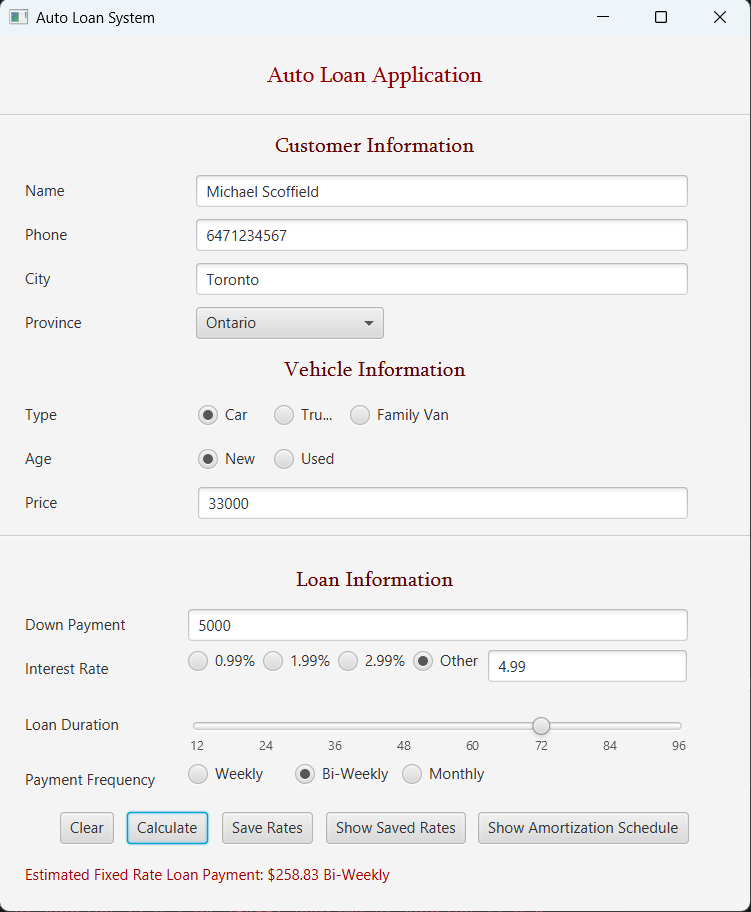 Auto Loan System
Auto Loan Application
Customer Information
Name Michael Scoffield
Phone 6471234567
City Toronto
Province Ontario
Vehicle Information
Type Car Tru... Family Van
Age New Used
Price 33000
Loan Information
Down Payment 5000
Interest Rate 0.99% 1.99% 2.99% Other 4.99
Loan Duration
12 24 36 48 60 72 84 96
Payment Frequency Weekly Bi-Weekly Monthly
Clear Calculate Save Rates Show Saved Rates Show Amortization Schedule
Estimated Fixed Rate Loan Payment: $258.83 Bi-Weekly